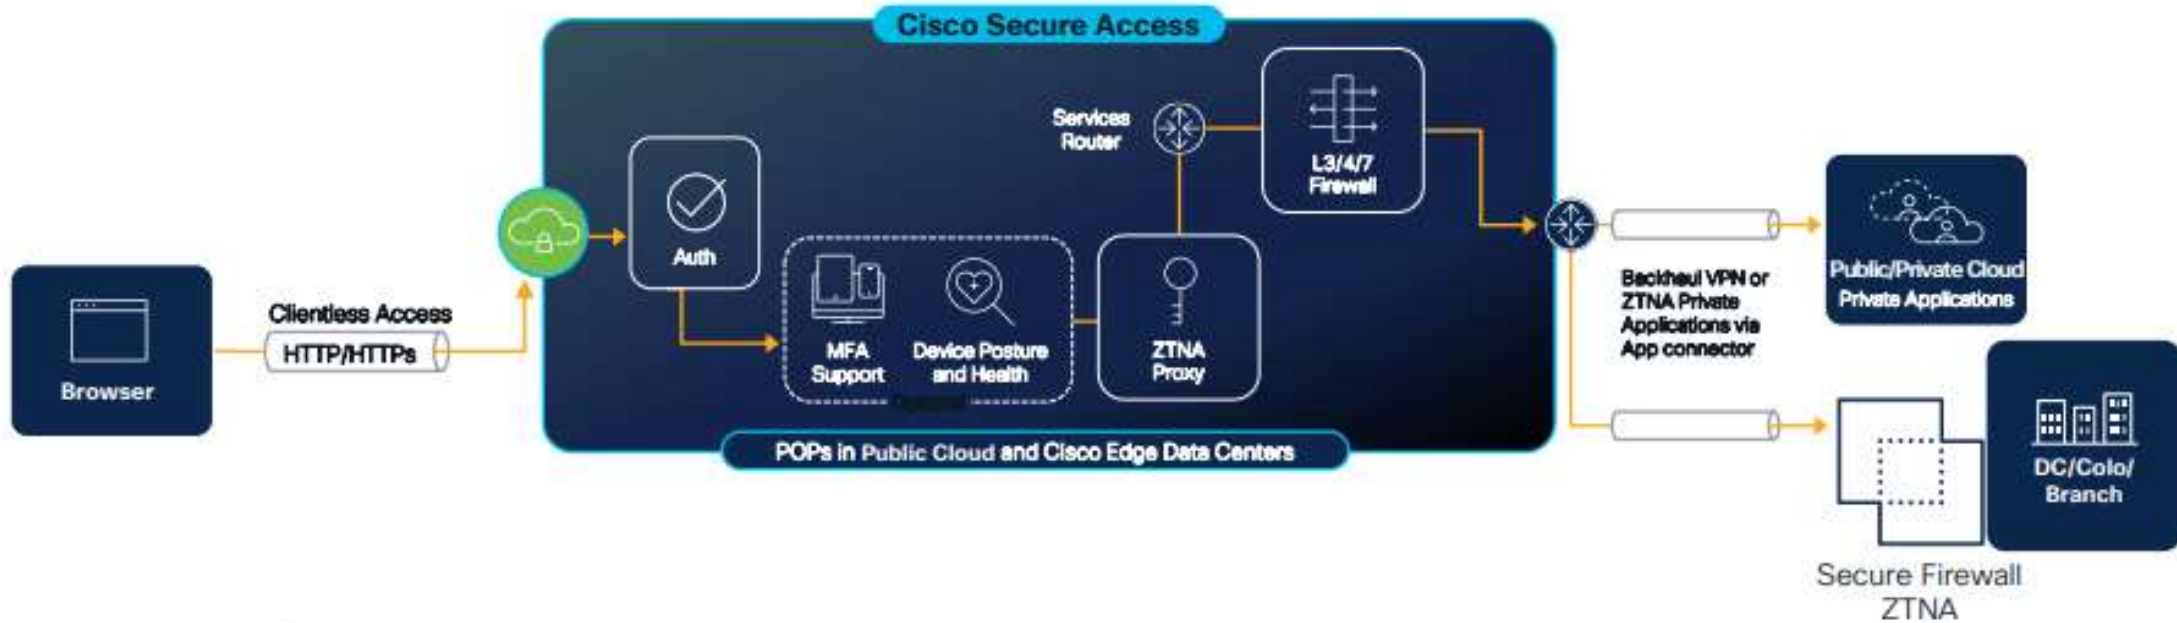 Cisco Secure Access
Services
Router
L3/4/7
Firewall
Auth
Clientless Access
HTTP/HTTPs
Browser
MFA
Support
Device Posture
and Health
ZTNA
Proxy
POPs in Public Cloud and Cisco Edge Data Centers
Backhaul VPN or
ZTNA Private
Applications via
App connector
Public/Private Cloud
Private Applications
DC/Colo/
Branch
Secure Firewall
ZTNA